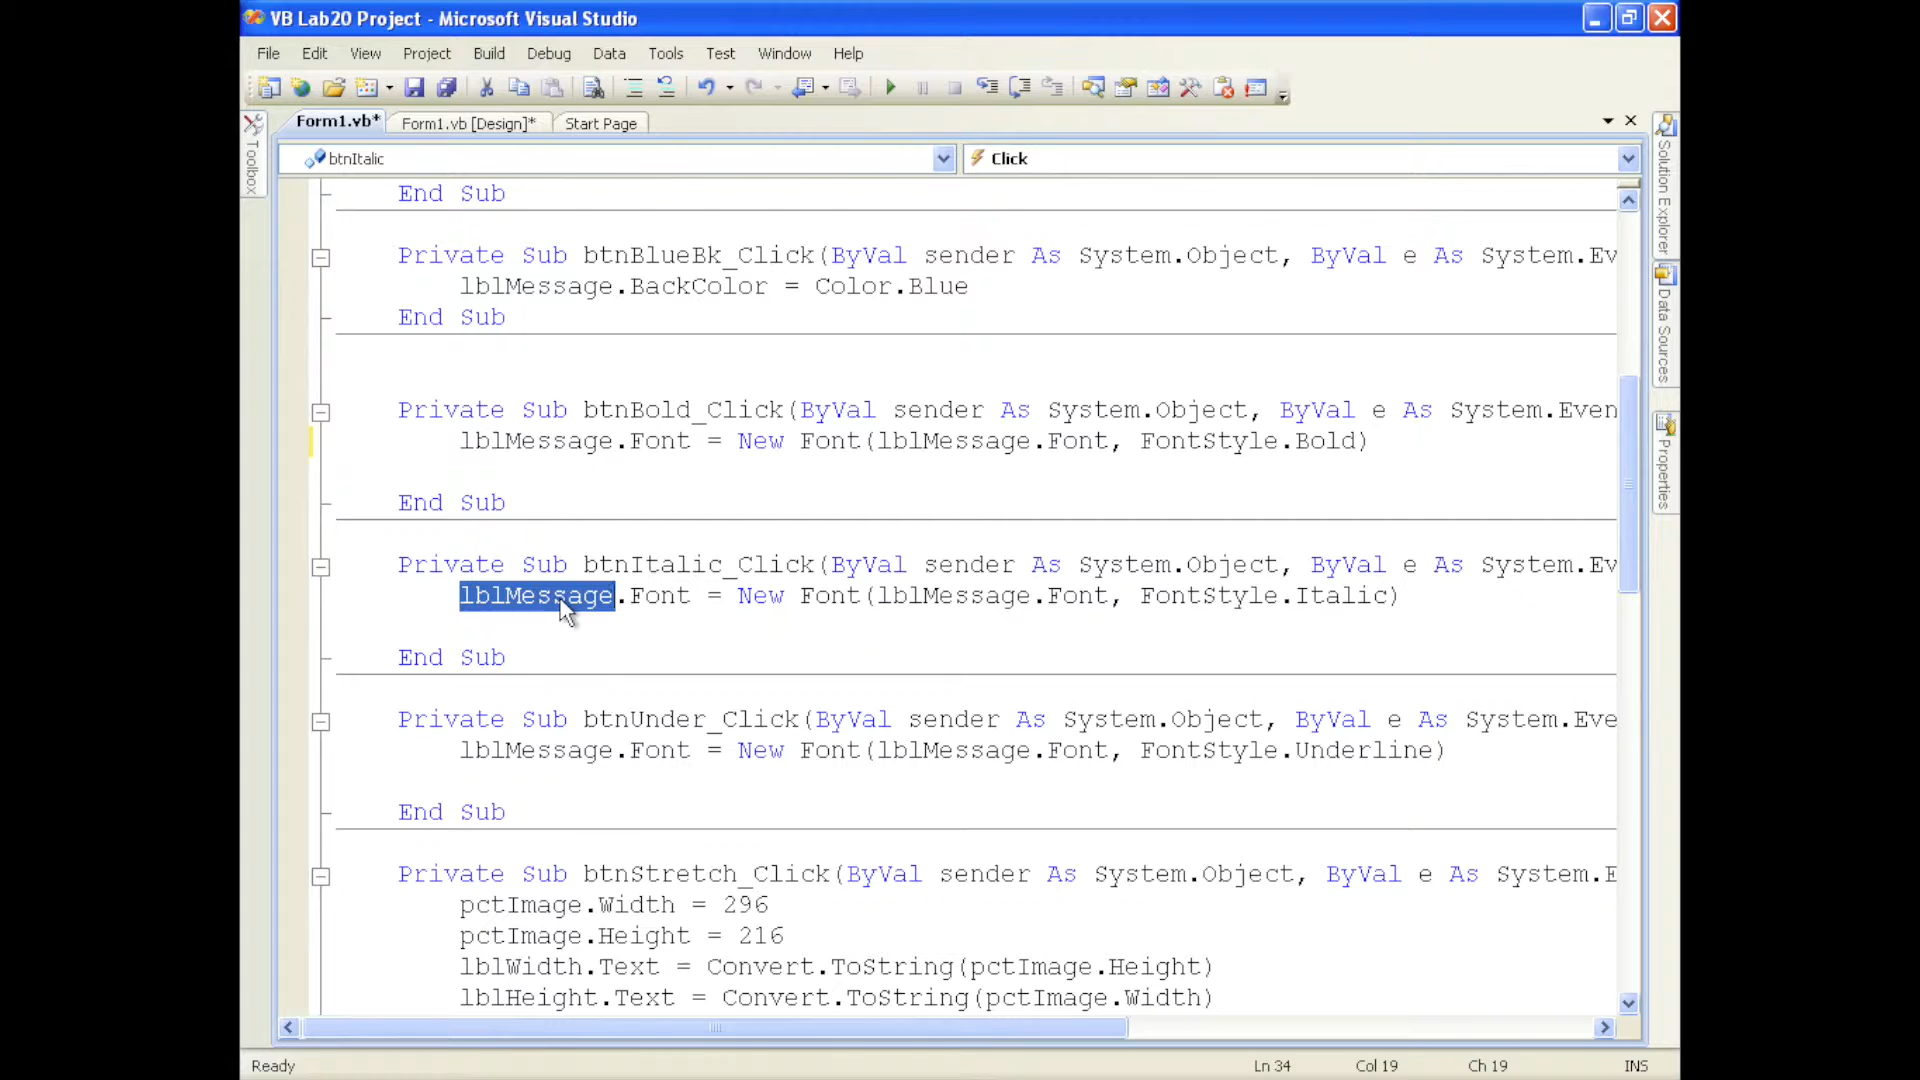 VB Lab20 Project - Microsoft Visual Studio
File Edit View Project Build Debug Data Tools Test Window Help
Form1.vb* Form1.vb [Design]* Start Page
btnItalic Click
End Sub
Private Sub btnBlueBk_Click(ByVal sender As System.Object, ByVal e As System.Ev
lblMessage.BackColor = Color.Blue
End Sub
Private Sub btnBold_Click(ByVal sender As System.Object, ByVal e As System.Even
lblMessage.Font = New Font(lblMessage.Font, FontStyle.Bold)
End Sub
Private Sub btnItalic_Click(ByVal sender As System.Object, ByVal e As System.Ev
lblMessage.Font = New Font(lblMessage.Font, FontStyle.Italic)
End Sub
Private Sub btnUnder_Click(ByVal sender As System.Object, ByVal e As System.Eve
lblMessage.Font = New Font(lblMessage.Font, FontStyle.Underline)
End Sub
Private Sub btnStretch_Click(ByVal sender As System.Object, ByVal e As System.E
pctImage.Width = 296
pctImage.Height = 216
lblWidth.Text = Convert.ToString(pctImage.Height)
lblHeight.Text = Convert.ToString(pctImage.Width)
Toolbox
Solution Explorer
Data Sources
Properties
Ready Ln 34 Col 19 Ch 19 INS